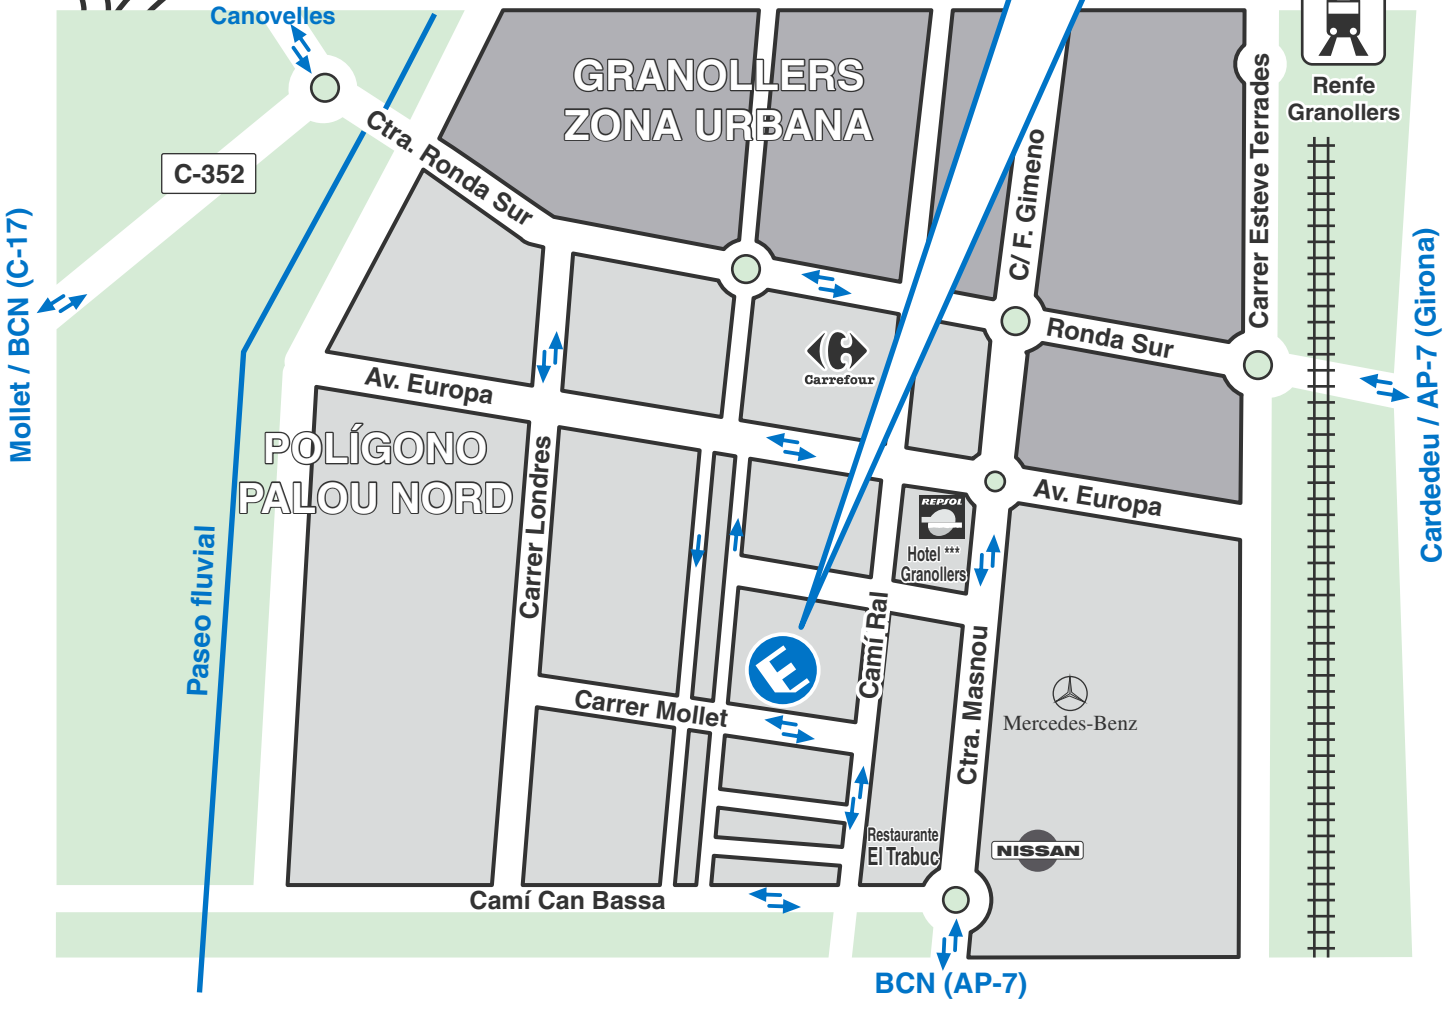 Canovelles
GRANOLLERS
ZONA URBANA
Renfe
Granollers
C-352
Ctra. Ronda Sur
C/ F. Gimeno
Carrer Esteve Terrades
Mollet / BCN (C-17)
Cardedeu / AP-7 (Girona)
Ronda Sur
Carrefour
Av. Europa
POLÍGONO
PALOU NORD
Carrer Londres
Av. Europa
REPSOL
Hotel ***
Granollers
Paseo fluvial
Camí Ral
Ctra. Masnou
E
Carrer Mollet
Mercedes-Benz
Restaurante
El Trabuc
NISSAN
Camí Can Bassa
BCN (AP-7)